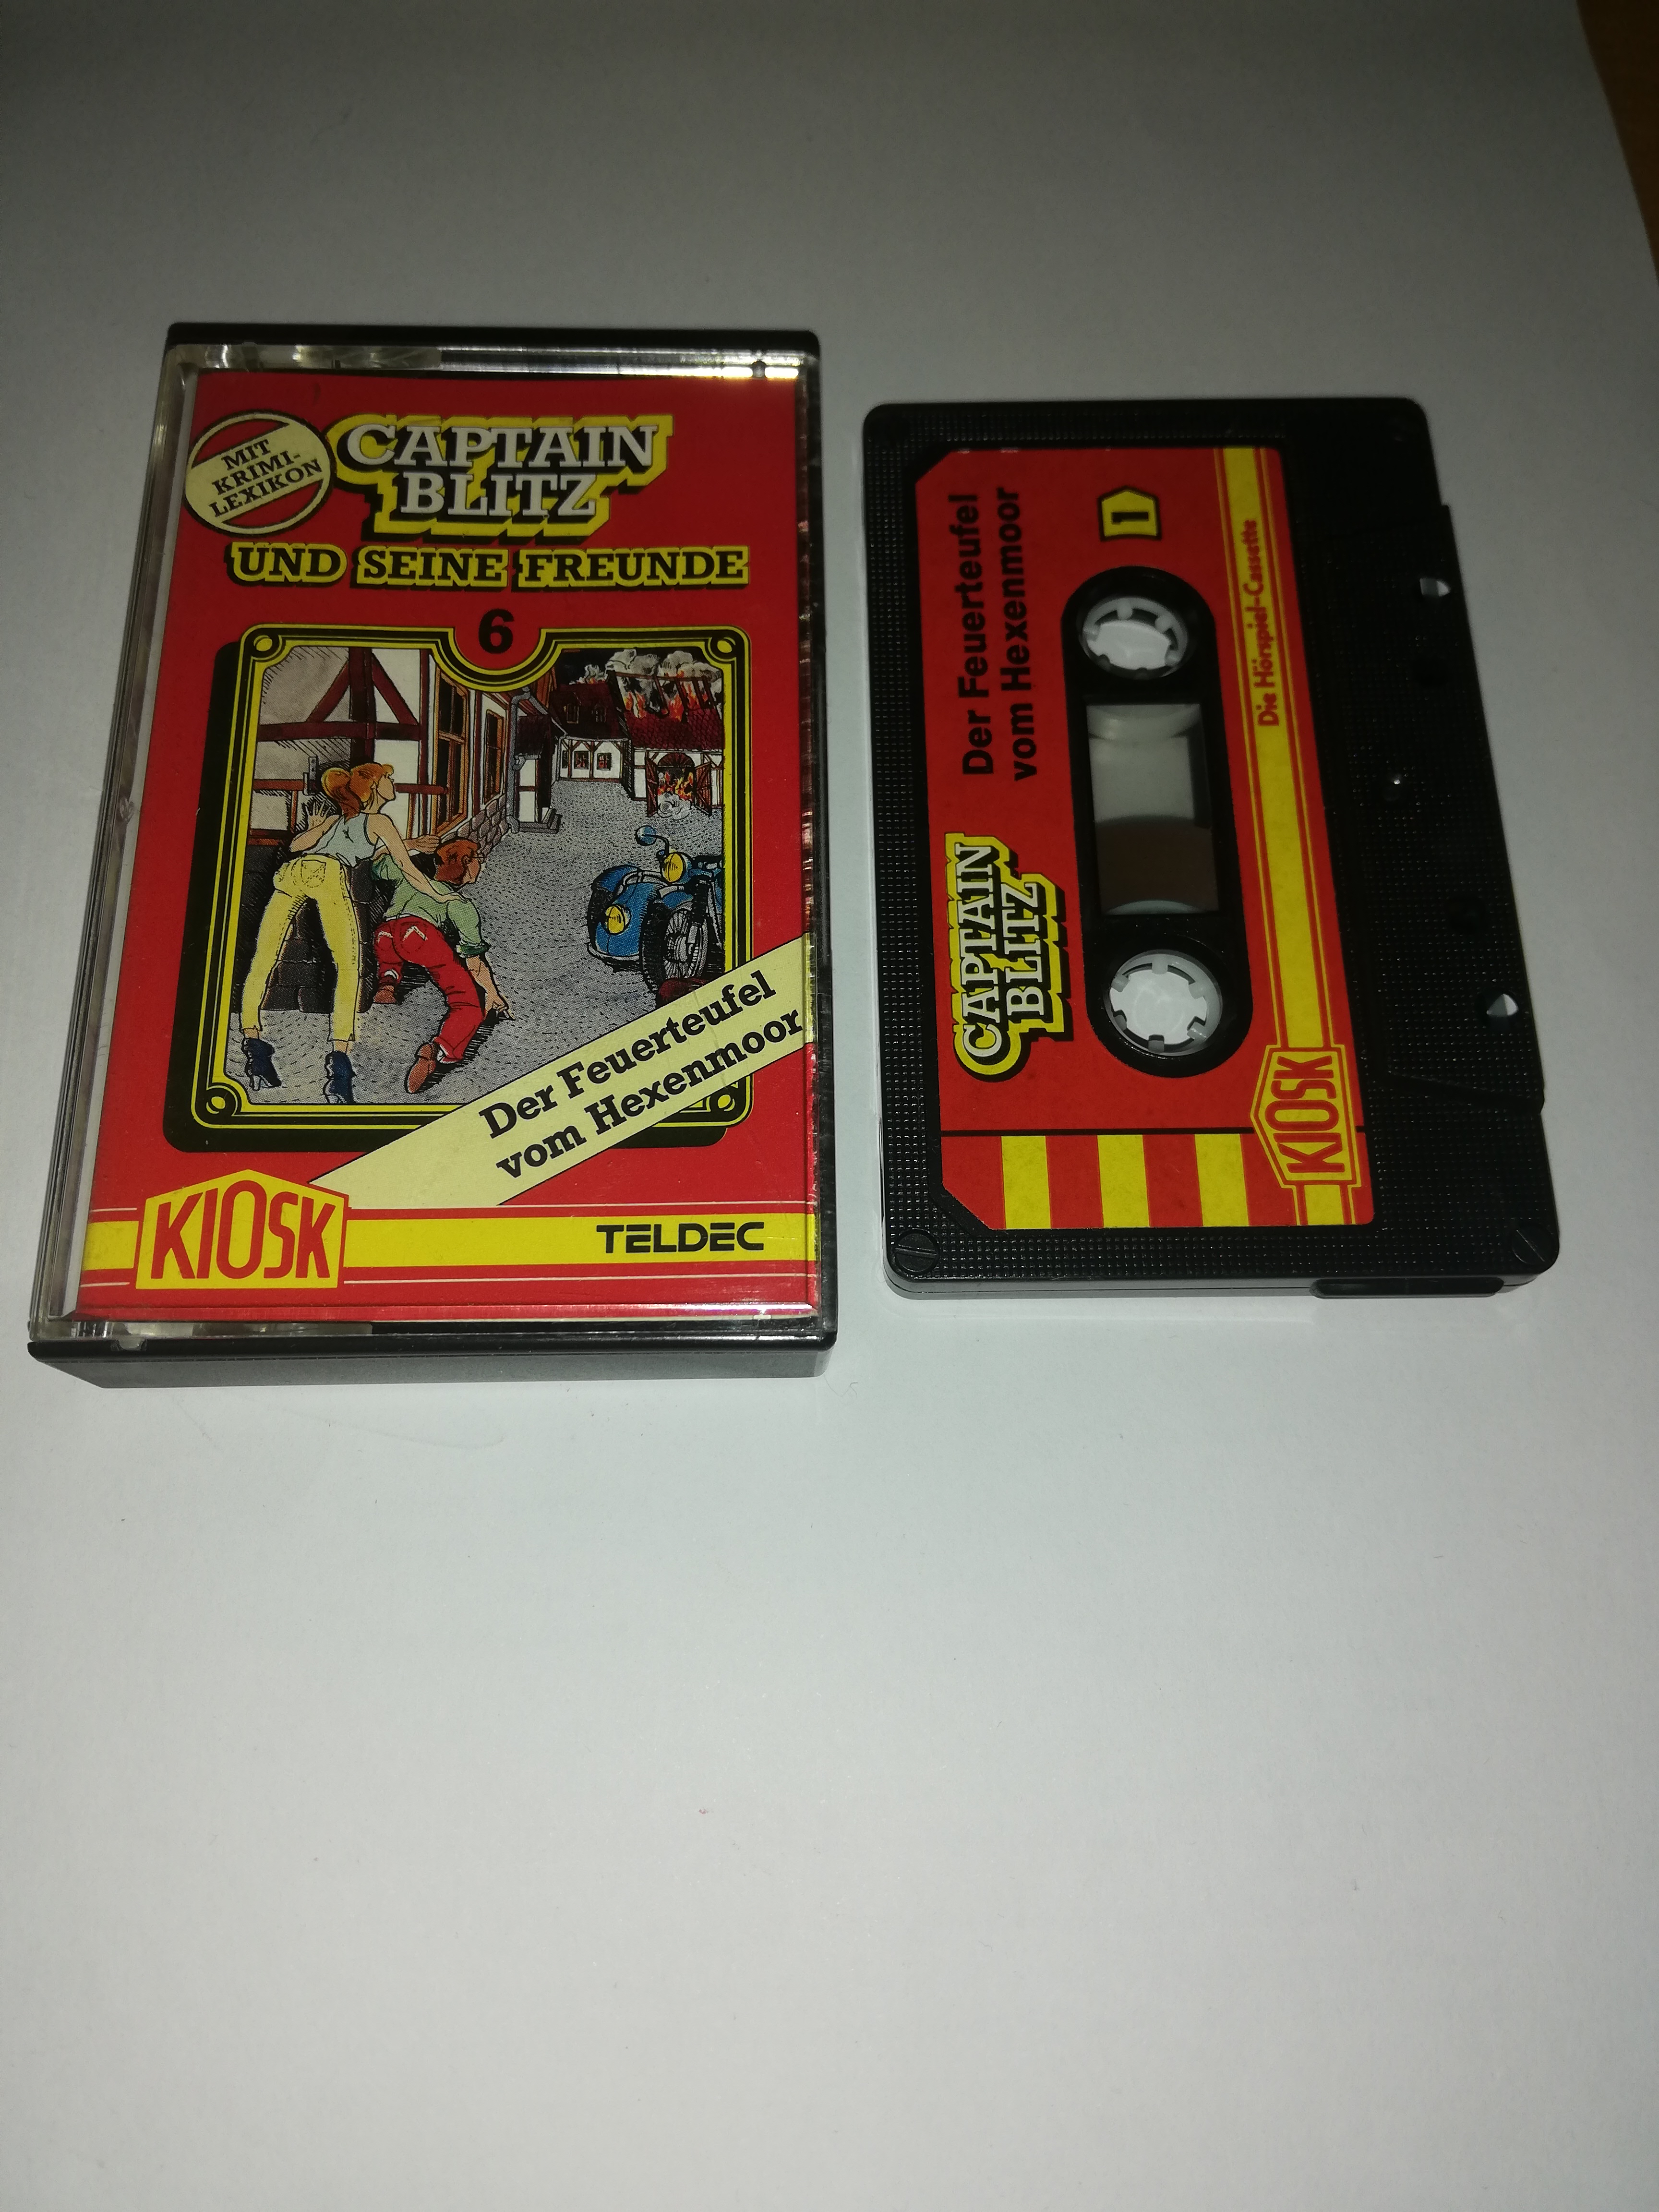 MIT
KRIMI-
LEXIKON
CAPTAIN
BLITZ
UND SEINE FREUNDE
6
Der Feuerteufel
vom Hexenmoor
KIOSK
TELDEC
CAPTAIN
BLITZ
Der Feuerteufel
vom Hexenmoor
1
KIOSK
Die Hörspiel-Cassette